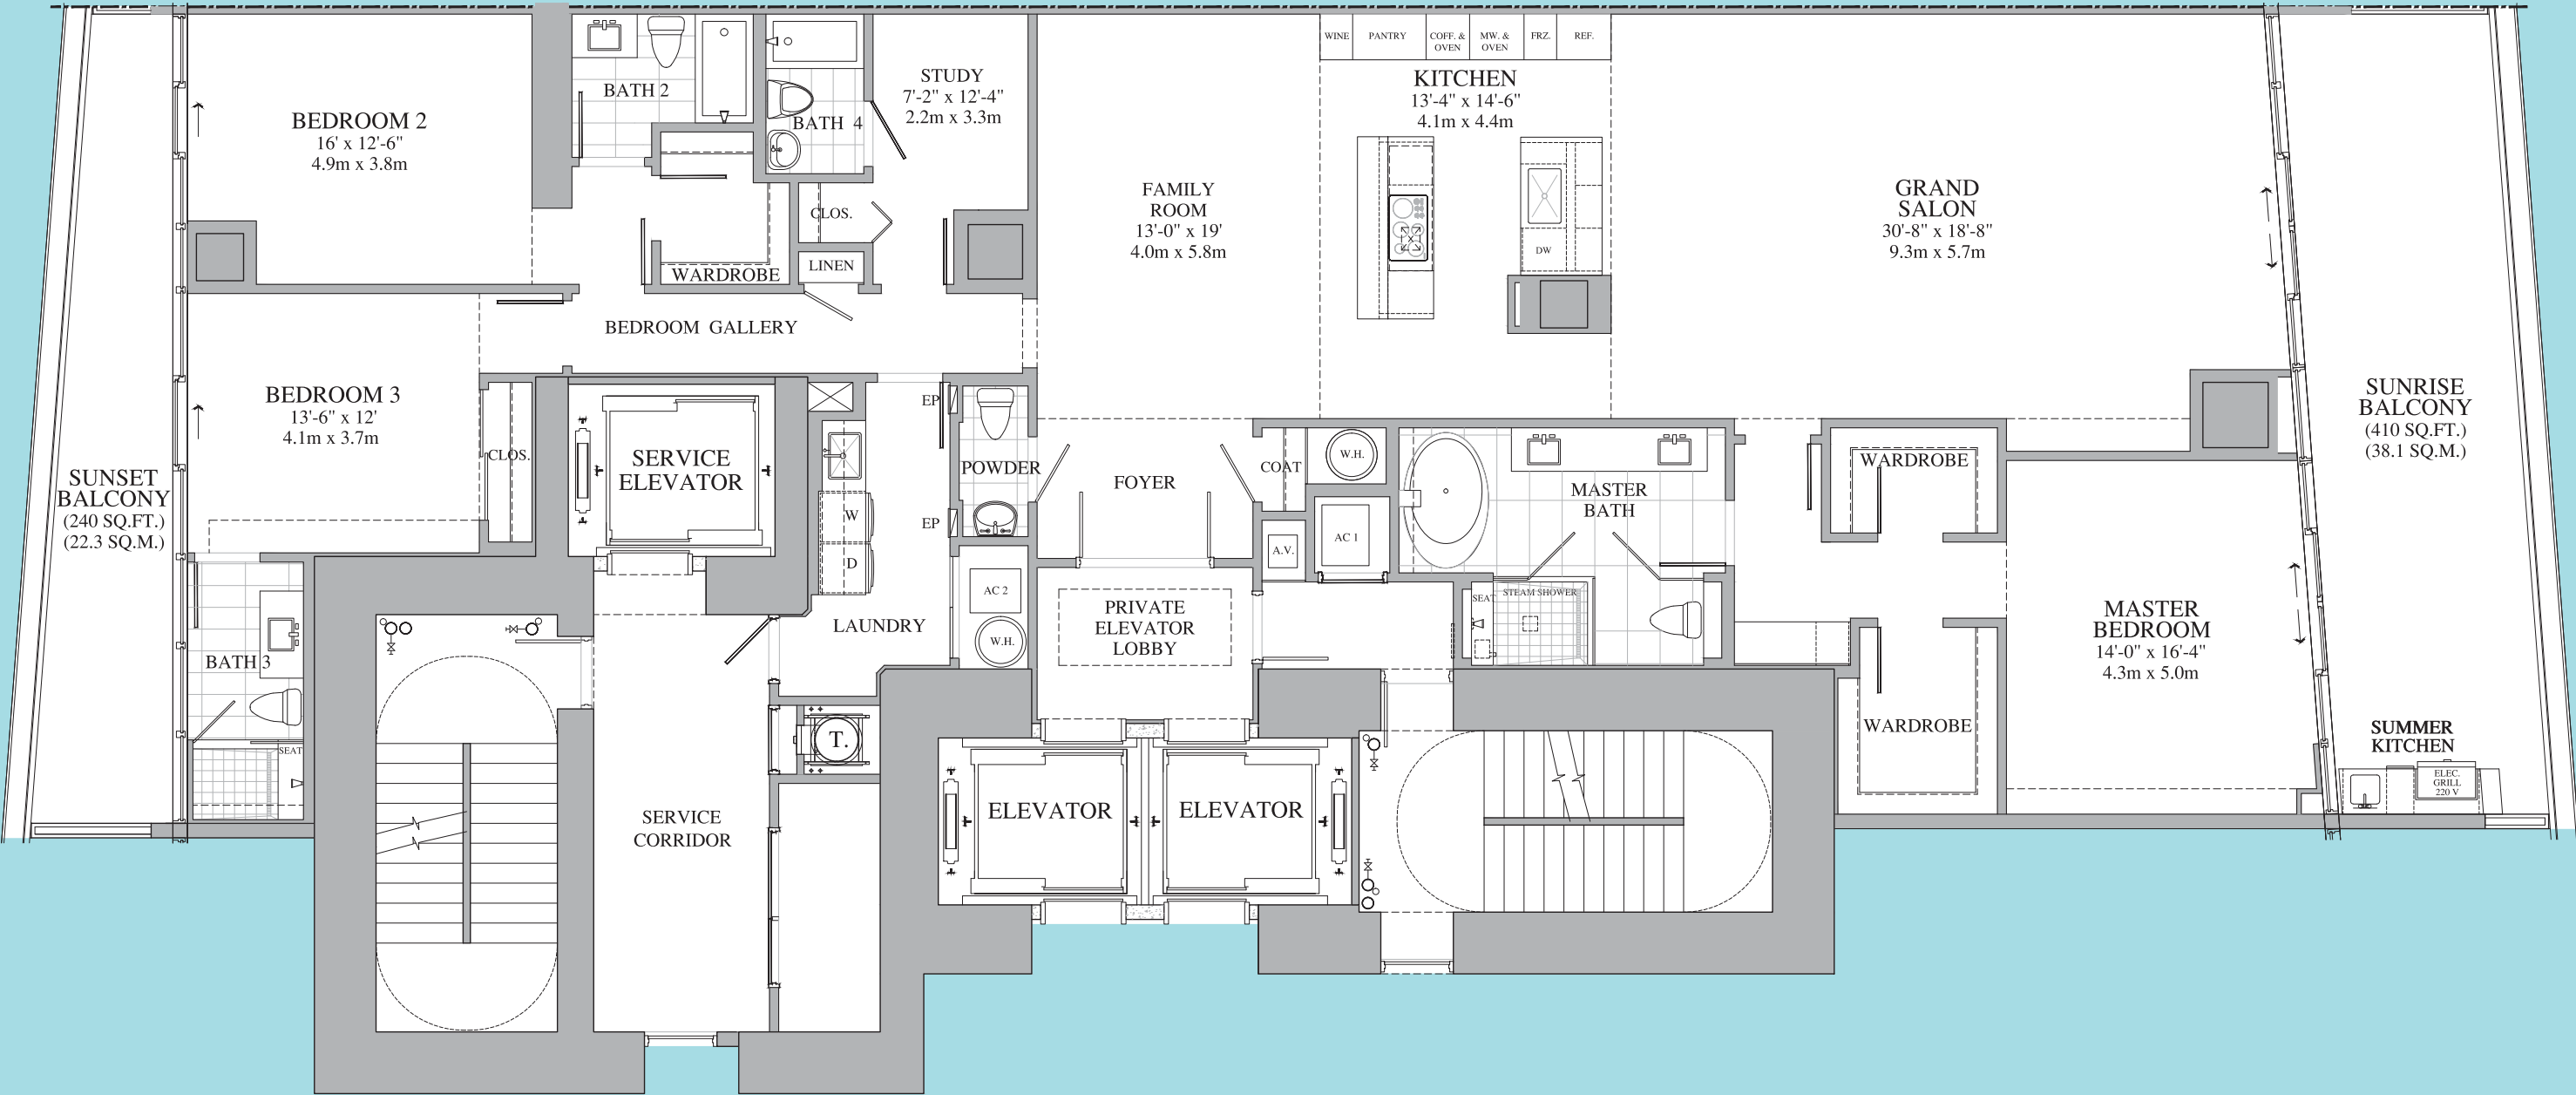 WINE
PANTRY
COFF. &
OVEN
MW. &
OVEN
FRZ.
REF.
BATH 2
BATH 4
STUDY
7'-2" x 12'-4"
2.2m x 3.3m
KITCHEN
13'-4" x 14'-6"
4.1m x 4.4m
BEDROOM 2
16' x 12'-6"
4.9m x 3.8m
FAMILY
ROOM
13'-0" x 19'
4.0m x 5.8m
GRAND
SALON
30'-8" x 18'-8"
9.3m x 5.7m
DW
CLOS.
LINEN
WARDROBE
BEDROOM GALLERY
BEDROOM 3
13'-6" x 12'
4.1m x 3.7m
CLOS.
SUNSET
BALCONY
(240 SQ.FT.)
(22.3 SQ.M.)
SERVICE
ELEVATOR
EP
POWDER
EP
W
D
FOYER
COAT
W.H.
A.V.
AC 1
MASTER
BATH
WARDROBE
SUNRISE
BALCONY
(410 SQ.FT.)
(38.1 SQ.M.)
AC 2
W.H.
LAUNDRY
PRIVATE
ELEVATOR
LOBBY
SEAT
STEAM SHOWER
MASTER
BEDROOM
14'-0" x 16'-4"
4.3m x 5.0m
BATH 3
SEAT
T.
WARDROBE
SUMMER
KITCHEN
ELEC.
GRILL
220 V
SERVICE
CORRIDOR
ELEVATOR
ELEVATOR